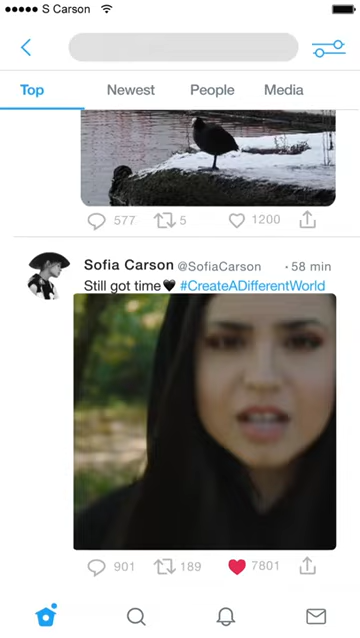 S Carson
Top Newest People Media
577 5 1200
Sofia Carson @SofiaCarson · 58 min
Still got time🖤 #CreateADifferentWorld
901 189 7801